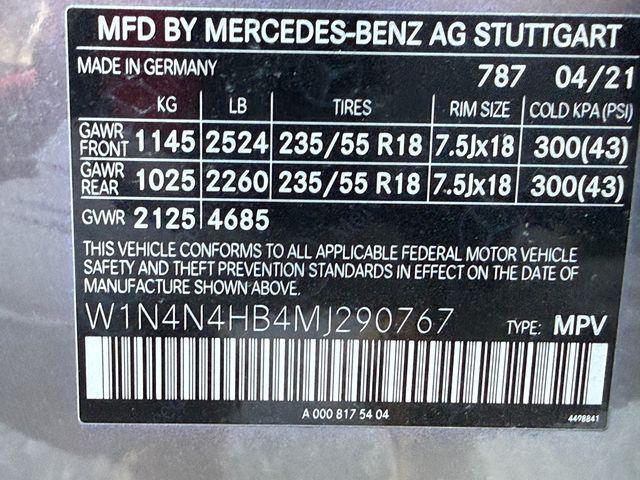 MFD BY MERCEDES-BENZ AG STUTTGART
MADE IN GERMANY 787 04/21
KG LB TIRES RIM SIZE COLD KPA(PSI)
GAWR FRONT 1145 2524 235/55 R18 7.5Jx18 300(43)
GAWR REAR 1025 2260 235/55 R18 7.5Jx18 300(43)
GVWR 2125 4685
THIS VEHICLE CONFORMS TO ALL APPLICABLE FEDERAL MOTOR VEHICLE
SAFETY AND THEFT PREVENTION STANDARDS IN EFFECT ON THE DATE OF
MANUFACTURE SHOWN ABOVE.
W1N4N4HB4MJ290767 TYPE: MPV
A 000 817 54 04 4498841